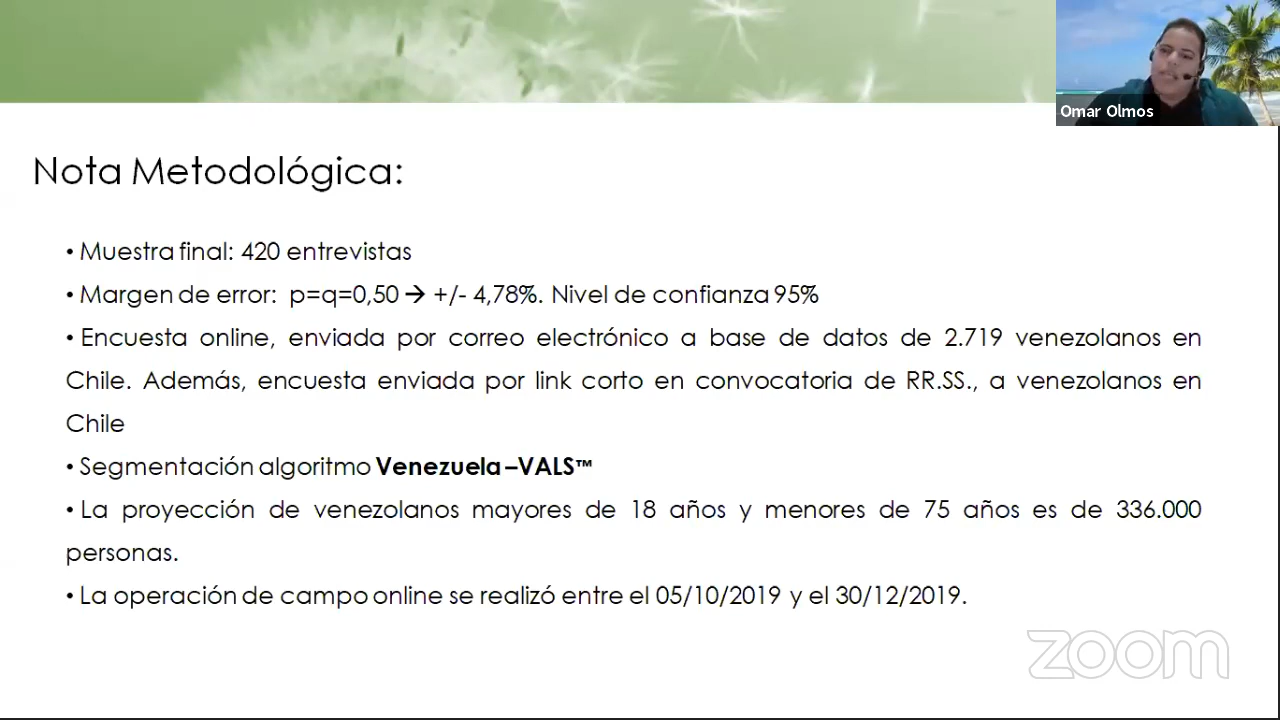 Omar Olmos
Nota Metodológica:
• Muestra final: 420 entrevistas
• Margen de error: p=q=0,50 → +/- 4,78%. Nivel de confianza 95%
• Encuesta online, enviada por correo electrónico a base de datos de 2.719 venezolanos en
Chile. Además, encuesta enviada por link corto en convocatoria de RR.SS., a venezolanos en
Chile
• Segmentación algoritmo Venezuela –VALS™
• La proyección de venezolanos mayores de 18 años y menores de 75 años es de 336.000
personas.
• La operación de campo online se realizó entre el 05/10/2019 y el 30/12/2019.
zoom